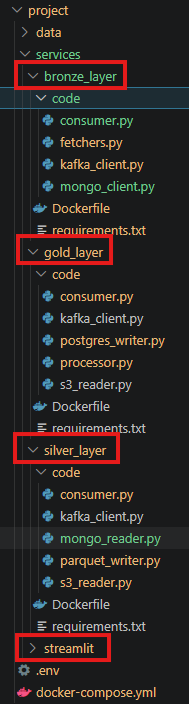 project
data
services
bronze_layer
code
consumer.py
fetchers.py
kafka_client.py
mongo_client.py
Dockerfile
requirements.txt
gold_layer
code
consumer.py
kafka_client.py
postgres_writer.py
processor.py
s3_reader.py
Dockerfile
requirements.txt
silver_layer
code
consumer.py
kafka_client.py
mongo_reader.py
parquet_writer.py
s3_reader.py
Dockerfile
requirements.txt
streamlit
.env
docker-compose.yml